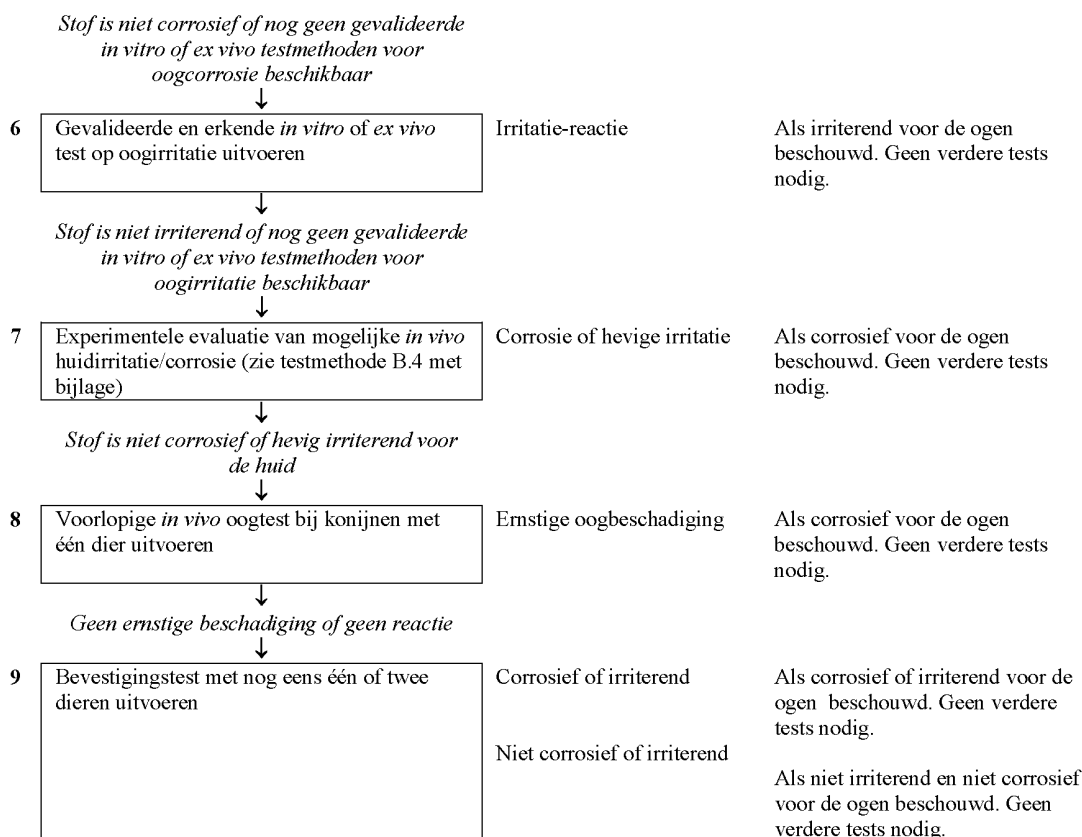 Stof is niet corrosief of nog geen gevalideerde
in vitro of ex vivo testmethoden voor
oogcorrosie beschikbaar
↓
6
Gevalideerde en erkende in vitro of ex vivo
test op oogirritatie uitvoeren
Irritatie-reactie
Als irriterend voor de ogen
beschouwd. Geen verdere tests
nodig.
↓
Stof is niet irriterend of nog geen gevalideerde
in vitro of ex vivo testmethoden voor
oogirritatie beschikbaar
↓
7
Experimentele evaluatie van mogelijke in vivo
huidirritatie/corrosie (zie testmethode B.4 met
bijlage)
Corrosie of hevige irritatie
Als corrosief voor de ogen
beschouwd. Geen verdere tests
nodig.
↓
Stof is niet corrosief of hevig irriterend voor
de huid
↓
8
Voorlopige in vivo oogtest bij konijnen met
één dier uitvoeren
Ernstige oogbeschadiging
Als corrosief voor de ogen
beschouwd. Geen verdere tests
nodig.
↓
Geen ernstige beschadiging of geen reactie
↓
9
Bevestigingstest met nog eens één of twee
dieren uitvoeren
Corrosief of irriterend
Als corrosief of irriterend voor de
ogen beschouwd. Geen verdere
tests nodig.
Niet corrosief of irriterend
Als niet irriterend en niet corrosief
voor de ogen beschouwd. Geen
verdere tests nodig.